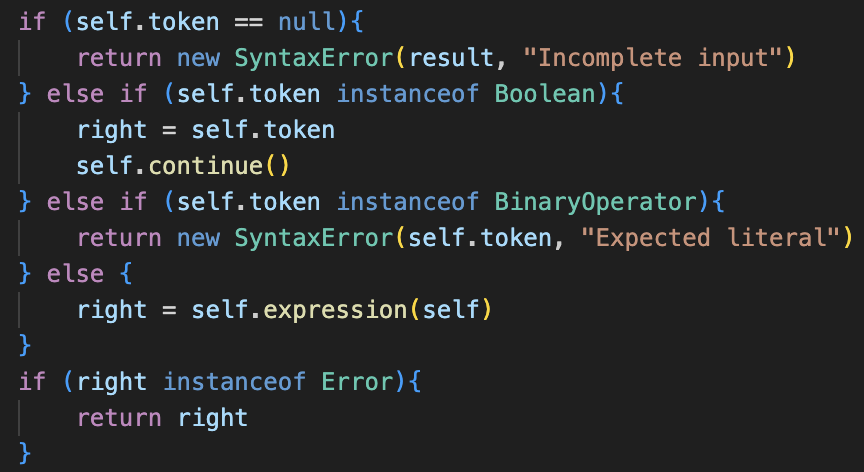 if (self.token == null){
    return new SyntaxError(result, "Incomplete input")
} else if (self.token instanceof Boolean){
    right = self.token
    self.continue()
} else if (self.token instanceof BinaryOperator){
    return new SyntaxError(self.token, "Expected literal")
} else {
    right = self.expression(self)
}
if (right instanceof Error){
    return right
}